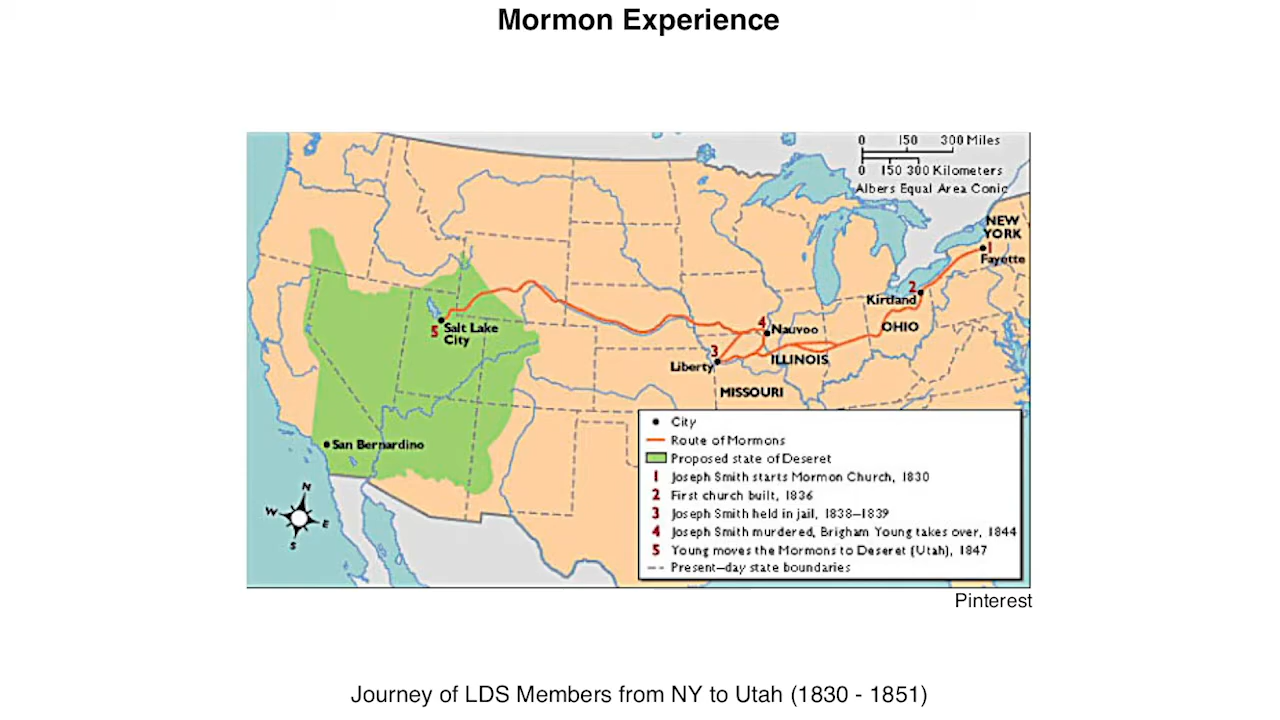 Mormon Experience
0 150 300 Miles
0 150 300 Kilometers
Albers Equal Area Conic
NEW
YORK
1
Fayette
2
Kirtland
OHIO
4
Nauvoo
3
Liberty
ILLINOIS
MISSOURI
5
Salt Lake
City
San Bernardino
N
W
E
S
City
Route of Mormons
Proposed state of Deseret
1 Joseph Smith starts Mormon Church, 1830
2 First church built, 1836
3 Joseph Smith held in jail, 1838–1839
4 Joseph Smith murdered, Brigham Young takes over, 1844
5 Young moves the Mormons to Deseret (Utah), 1847
Present–day state boundaries
Pinterest
Journey of LDS Members from NY to Utah (1830 - 1851)